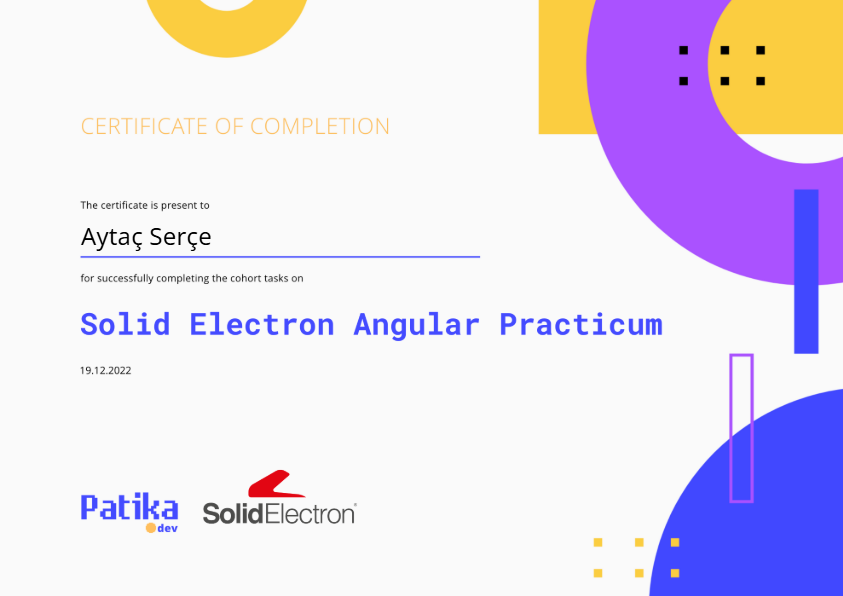 CERTIFICATE OF COMPLETION
The certificate is present to
Aytaç Serçe
for successfully completing the cohort tasks on
Solid Electron Angular Practicum
19.12.2022
Patika
dev
SolidElectron